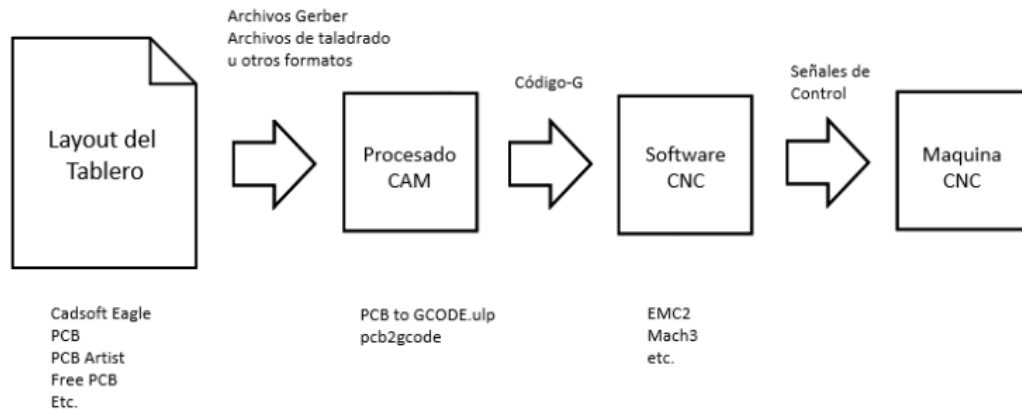 Archivos Gerber
Archivos de taladrado
u otros formatos
Layout del
Tablero
Procesado
CAM
Código-G
Software
CNC
Señales de
Control
Maquina
CNC
Cadsoft Eagle
PCB
PCB Artist
Free PCB
Etc.
PCB to GCODE.ulp
pcb2gcode
EMC2
Mach3
etc.